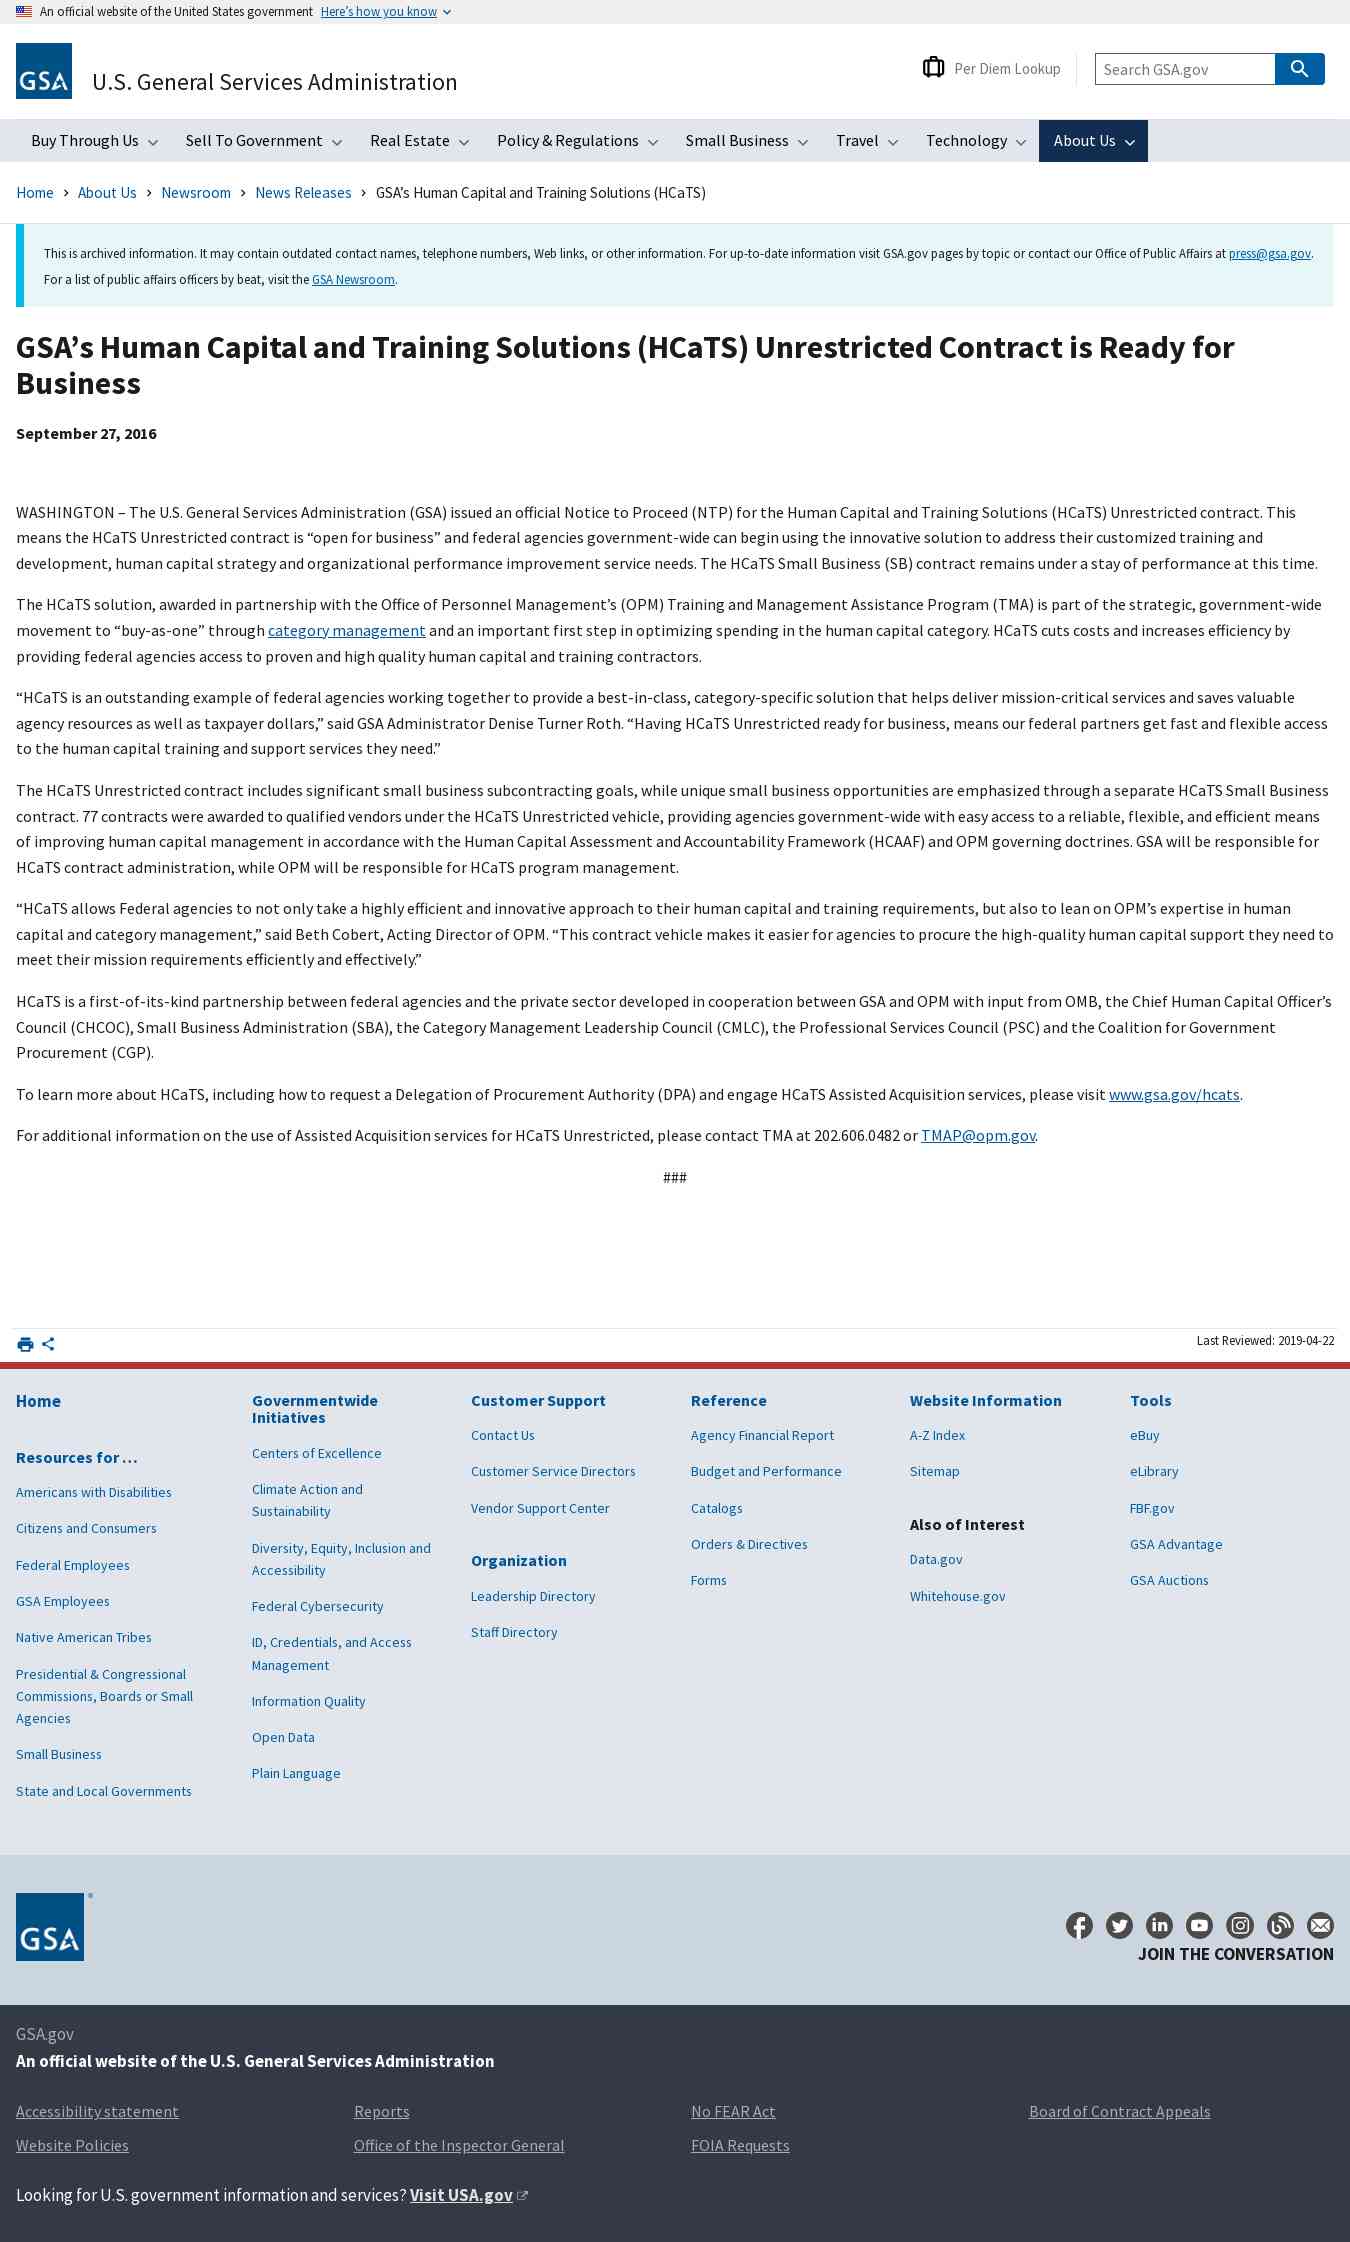 An official website of the United States government Here’s how you know
GSA
U.S. General Services Administration
Per Diem Lookup
Search GSA.gov
Buy Through Us Sell To Government Real Estate Policy & Regulations Small Business Travel Technology About Us
Home About Us Newsroom News Releases GSA’s Human Capital and Training Solutions (HCaTS)
This is archived information. It may contain outdated contact names, telephone numbers, Web links, or other information. For up-to-date information visit GSA.gov pages by topic or contact our Office of Public Affairs at press@gsa.gov.
For a list of public affairs officers by beat, visit the GSA Newsroom.
GSA’s Human Capital and Training Solutions (HCaTS) Unrestricted Contract is Ready for
Business
September 27, 2016
WASHINGTON – The U.S. General Services Administration (GSA) issued an official Notice to Proceed (NTP) for the Human Capital and Training Solutions (HCaTS) Unrestricted contract. This
means the HCaTS Unrestricted contract is “open for business” and federal agencies government-wide can begin using the innovative solution to address their customized training and
development, human capital strategy and organizational performance improvement service needs. The HCaTS Small Business (SB) contract remains under a stay of performance at this time.
The HCaTS solution, awarded in partnership with the Office of Personnel Management’s (OPM) Training and Management Assistance Program (TMA) is part of the strategic, government-wide
movement to “buy-as-one” through category management and an important first step in optimizing spending in the human capital category. HCaTS cuts costs and increases efficiency by
providing federal agencies access to proven and high quality human capital and training contractors.
“HCaTS is an outstanding example of federal agencies working together to provide a best-in-class, category-specific solution that helps deliver mission-critical services and saves valuable
agency resources as well as taxpayer dollars,” said GSA Administrator Denise Turner Roth. “Having HCaTS Unrestricted ready for business, means our federal partners get fast and flexible access
to the human capital training and support services they need.”
The HCaTS Unrestricted contract includes significant small business subcontracting goals, while unique small business opportunities are emphasized through a separate HCaTS Small Business
contract. 77 contracts were awarded to qualified vendors under the HCaTS Unrestricted vehicle, providing agencies government-wide with easy access to a reliable, flexible, and efficient means
of improving human capital management in accordance with the Human Capital Assessment and Accountability Framework (HCAAF) and OPM governing doctrines. GSA will be responsible for
HCaTS contract administration, while OPM will be responsible for HCaTS program management.
“HCaTS allows Federal agencies to not only take a highly efficient and innovative approach to their human capital and training requirements, but also to lean on OPM’s expertise in human
capital and category management,” said Beth Cobert, Acting Director of OPM. “This contract vehicle makes it easier for agencies to procure the high-quality human capital support they need to
meet their mission requirements efficiently and effectively.”
HCaTS is a first-of-its-kind partnership between federal agencies and the private sector developed in cooperation between GSA and OPM with input from OMB, the Chief Human Capital Officer’s
Council (CHCOC), Small Business Administration (SBA), the Category Management Leadership Council (CMLC), the Professional Services Council (PSC) and the Coalition for Government
Procurement (CGP).
To learn more about HCaTS, including how to request a Delegation of Procurement Authority (DPA) and engage HCaTS Assisted Acquisition services, please visit www.gsa.gov/hcats.
For additional information on the use of Assisted Acquisition services for HCaTS Unrestricted, please contact TMA at 202.606.0482 or TMAP@opm.gov.
###
Last Reviewed: 2019-04-22
Home
Resources for …
Americans with Disabilities
Citizens and Consumers
Federal Employees
GSA Employees
Native American Tribes
Presidential & Congressional
Commissions, Boards or Small
Agencies
Small Business
State and Local Governments
Governmentwide
Initiatives
Centers of Excellence
Climate Action and
Sustainability
Diversity, Equity, Inclusion and
Accessibility
Federal Cybersecurity
ID, Credentials, and Access
Management
Information Quality
Open Data
Plain Language
Customer Support
Contact Us
Customer Service Directors
Vendor Support Center
Organization
Leadership Directory
Staff Directory
Reference
Agency Financial Report
Budget and Performance
Catalogs
Orders & Directives
Forms
Website Information
A-Z Index
Sitemap
Also of Interest
Data.gov
Whitehouse.gov
Tools
eBuy
eLibrary
FBF.gov
GSA Advantage
GSA Auctions
GSA
JOIN THE CONVERSATION
GSA.gov
An official website of the U.S. General Services Administration
Accessibility statement Reports No FEAR Act Board of Contract Appeals
Website Policies Office of the Inspector General FOIA Requests
Looking for U.S. government information and services? Visit USA.gov